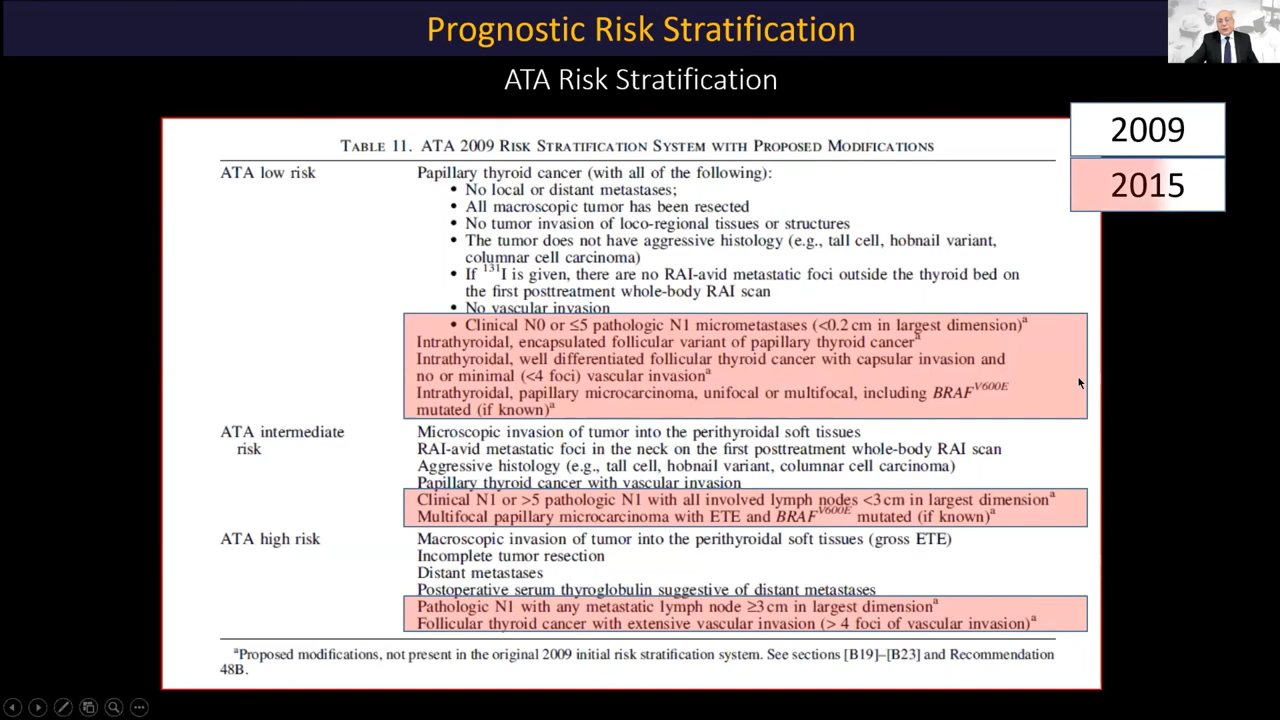 Prognostic Risk Stratification
ATA Risk Stratification
2009
2015
TABLE 11. ATA 2009 RISK STRATIFICATION SYSTEM WITH PROPOSED MODIFICATIONS
ATA low risk
Papillary thyroid cancer (with all of the following):
• No local or distant metastases;
• All macroscopic tumor has been resected
• No tumor invasion of loco-regional tissues or structures
• The tumor does not have aggressive histology (e.g., tall cell, hobnail variant,
columnar cell carcinoma)
• If ¹³¹I is given, there are no RAI-avid metastatic foci outside the thyroid bed on
the first posttreatment whole-body RAI scan
• No vascular invasion
• Clinical N0 or ≤5 pathologic N1 micrometastases (<0.2 cm in largest dimension)ᵃ
Intrathyroidal, encapsulated follicular variant of papillary thyroid cancerᵃ
Intrathyroidal, well differentiated follicular thyroid cancer with capsular invasion and
no or minimal (<4 foci) vascular invasionᵃ
Intrathyroidal, papillary microcarcinoma, unifocal or multifocal, including BRAFV600E
mutated (if known)ᵃ
ATA intermediate
risk
Microscopic invasion of tumor into the perithyroidal soft tissues
RAI-avid metastatic foci in the neck on the first posttreatment whole-body RAI scan
Aggressive histology (e.g., tall cell, hobnail variant, columnar cell carcinoma)
Papillary thyroid cancer with vascular invasion
Clinical N1 or >5 pathologic N1 with all involved lymph nodes <3 cm in largest dimensionᵃ
Multifocal papillary microcarcinoma with ETE and BRAFV600E mutated (if known)ᵃ
ATA high risk
Macroscopic invasion of tumor into the perithyroidal soft tissues (gross ETE)
Incomplete tumor resection
Distant metastases
Postoperative serum thyroglobulin suggestive of distant metastases
Pathologic N1 with any metastatic lymph node ≥3 cm in largest dimensionᵃ
Follicular thyroid cancer with extensive vascular invasion (> 4 foci of vascular invasion)ᵃ
ᵃProposed modifications, not present in the original 2009 initial risk stratification system. See sections [B19]–[B23] and Recommendation
48B.